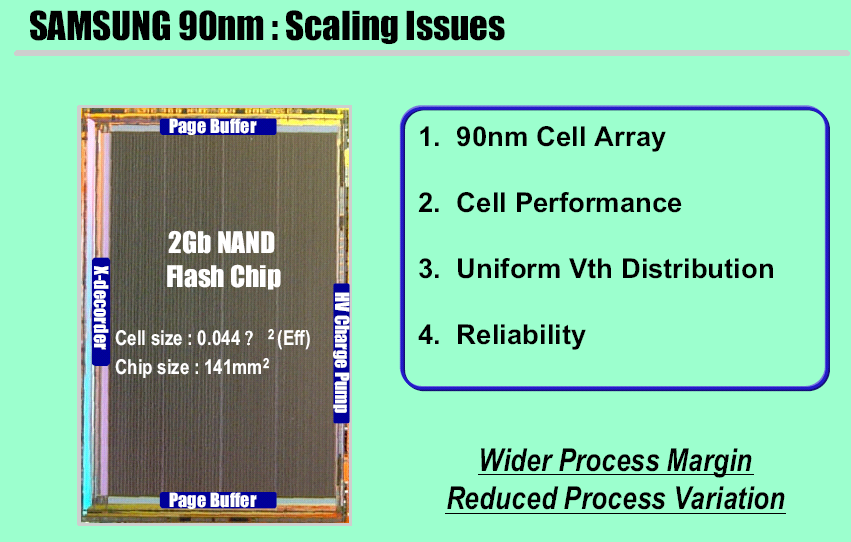 SAMSUNG 90nm : Scaling Issues
Page Buffer
2Gb NAND
Flash Chip
X-decorder
HV Charge Pump
Cell size : 0.044 ? ² (Eff)
Chip size : 141mm²
Page Buffer
1. 90nm Cell Array
2. Cell Performance
3. Uniform Vth Distribution
4. Reliability
Wider Process Margin
Reduced Process Variation